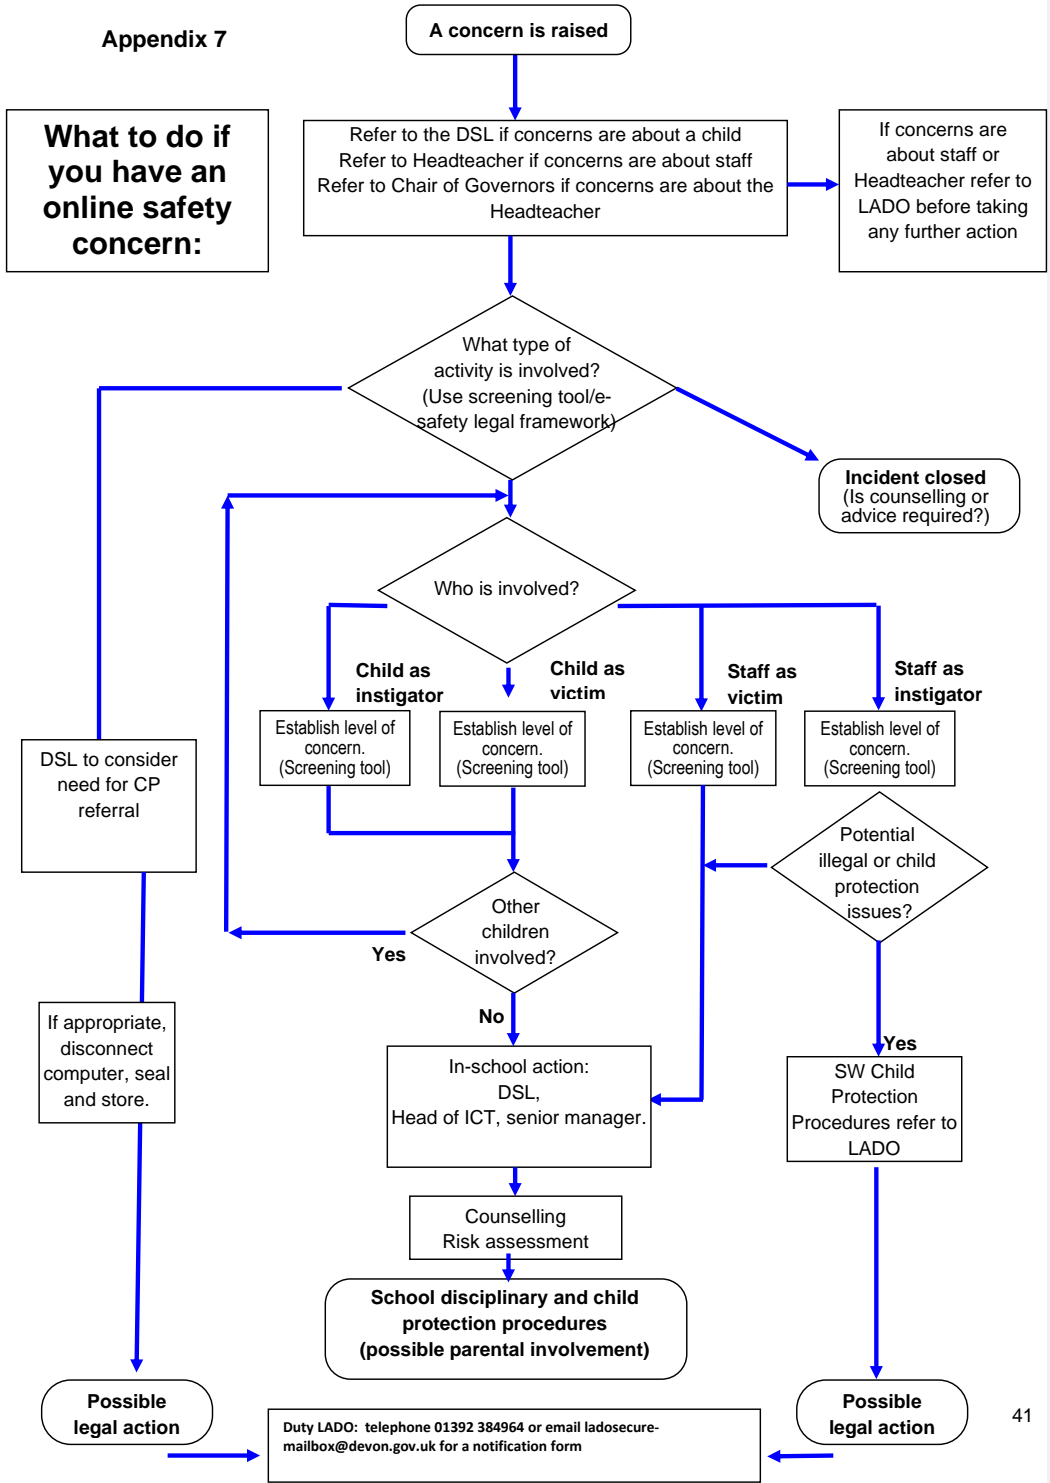 Appendix 7
A concern is raised
What to do if
you have an
online safety
concern:
Refer to the DSL if concerns are about a child
Refer to Headteacher if concerns are about staff
Refer to Chair of Governors if concerns are about the
Headteacher
If concerns are
about staff or
Headteacher refer to
LADO before taking
any further action
What type of
activity is involved?
(Use screening tool/e-
safety legal framework)
Incident closed
(Is counselling or
advice required?)
Who is involved?
Child as
instigator
Child as
victim
Staff as
victim
Staff as
instigator
Establish level of
concern.
(Screening tool)
Establish level of
concern.
(Screening tool)
Establish level of
concern.
(Screening tool)
Establish level of
concern.
(Screening tool)
DSL to consider
need for CP
referral
Potential
illegal or child
protection
issues?
Other
children
involved?
Yes
No
If appropriate,
disconnect
computer, seal
and store.
In-school action:
DSL,
Head of ICT, senior manager.
Yes
SW Child
Protection
Procedures refer to
LADO
Counselling
Risk assessment
School disciplinary and child
protection procedures
(possible parental involvement)
Possible
legal action
Duty LADO: telephone 01392 384964 or email ladosecure-
mailbox@devon.gov.uk for a notification form
Possible
legal action
41